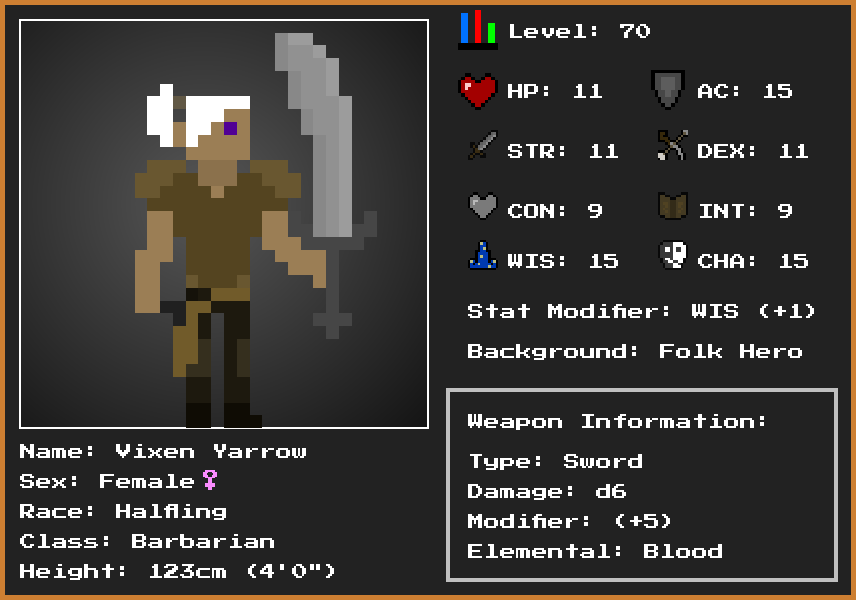 Level: 70
HP: 11
AC: 15
STR: 11
DEX: 11
CON: 9
INT: 9
WIS: 15
CHA: 15
Stat Modifier: WIS (+1)
Background: Folk Hero
Weapon Information:
Type: Sword
Damage: d6
Modifier: (+5)
Elemental: Blood
Name: Vixen Yarrow
Sex: Female♀
Race: Halfling
Class: Barbarian
Height: 123cm (4'0")